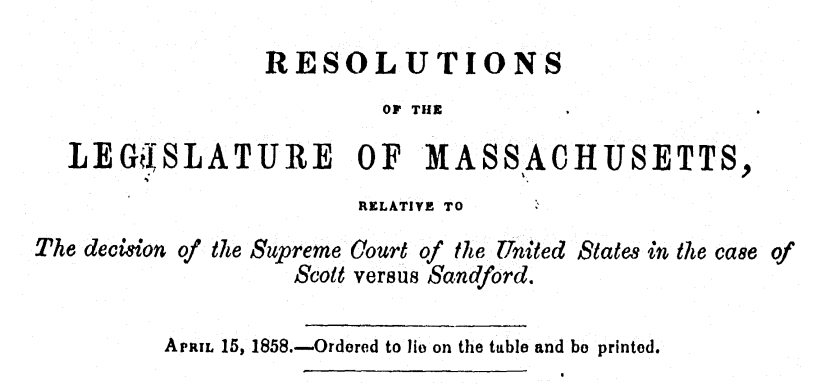 RESOLUTIONS
OF THE
LEGISLATURE OF MASSACHUSETTS,
RELATIVE TO
The decision of the Supreme Court of the United States in the case of
Scott versus Sandford.
APRIL 15, 1858.—Ordered to lie on the table and be printed.